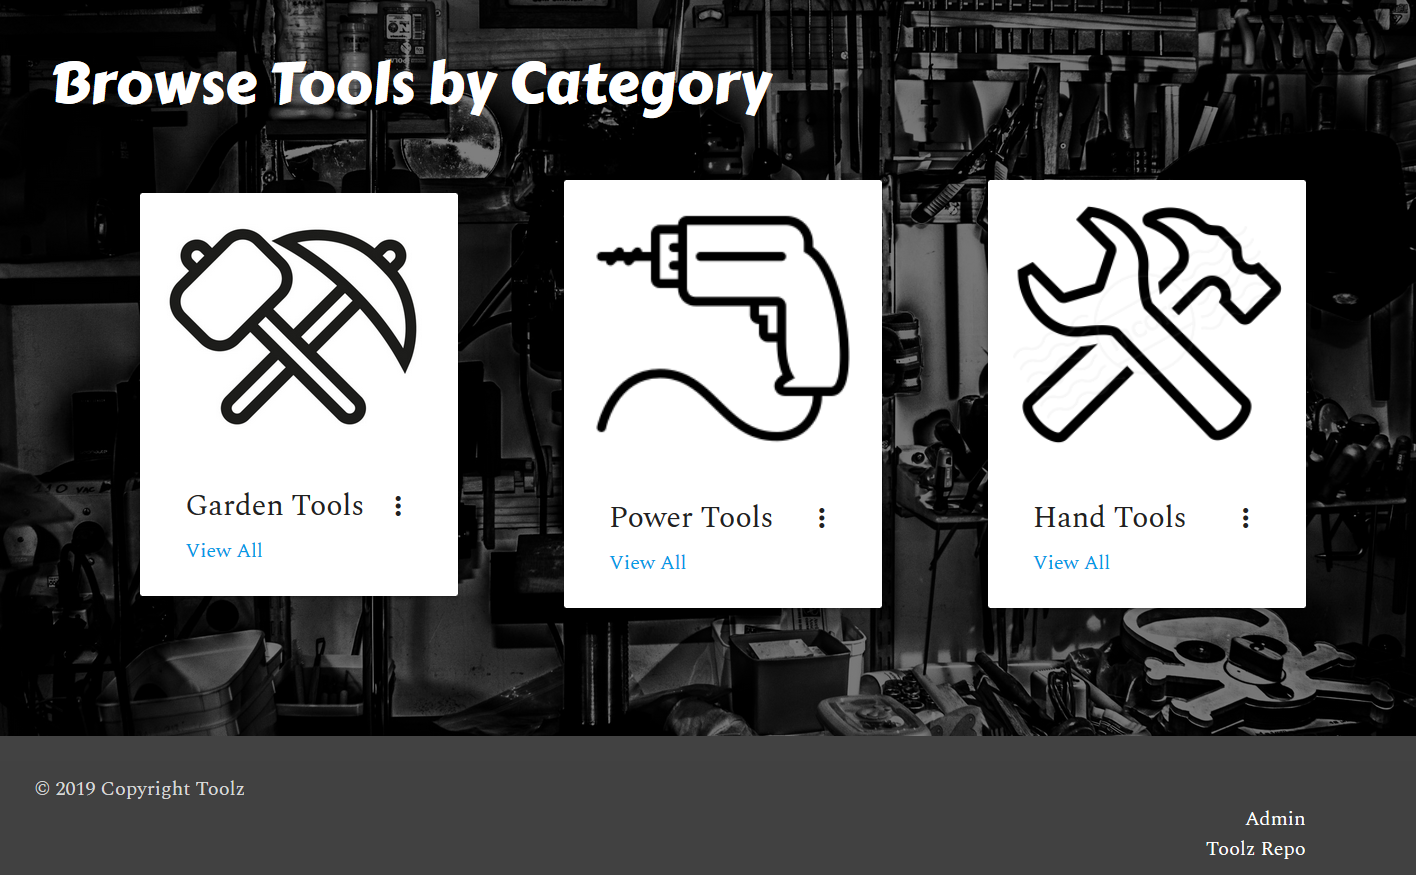 Browse Tools by Category
Garden Tools
View All
Power Tools
View All
Hand Tools
View All
© 2019 Copyright Toolz
Admin
Toolz Repo